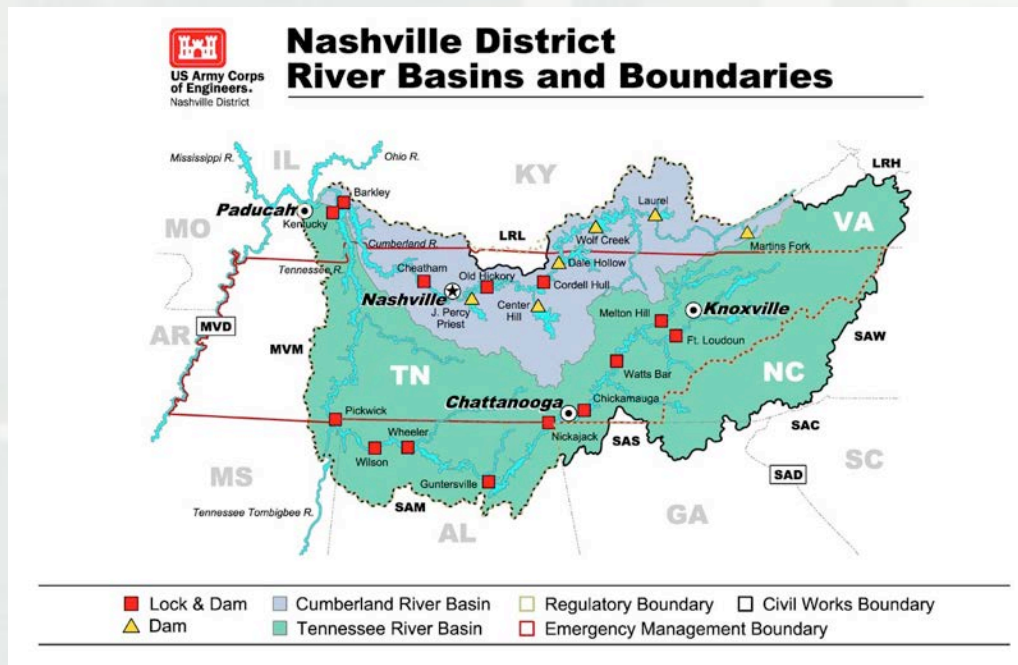 Nashville District
River Basins and Boundaries
US Army Corps
of Engineers®
Nashville District
Mississippi R.
IL
Ohio R.
KY
LRH
MO
Paducah
Kentucky
Barkley
Laurel
VA
Wolf Creek
Martins Fork
LRL
Cumberland R.
Tennessee R.
Dale Hollow
Cheatham
Old Hickory
Cordell Hull
Nashville
J. Percy
Priest
Center
Hill
Melton Hill
Knoxville
AR
MVD
MVM
Ft. Loudoun
SAW
Watts Bar
TN
NC
Chattanooga
Chickamauga
Pickwick
Nickajack
SAS
SAC
Wheeler
Wilson
MS
Guntersville
SC
SAD
SAM
GA
Tennessee Tombigbee R.
AL
Lock & Dam
Cumberland River Basin
Regulatory Boundary
Civil Works Boundary
Dam
Tennessee River Basin
Emergency Management Boundary